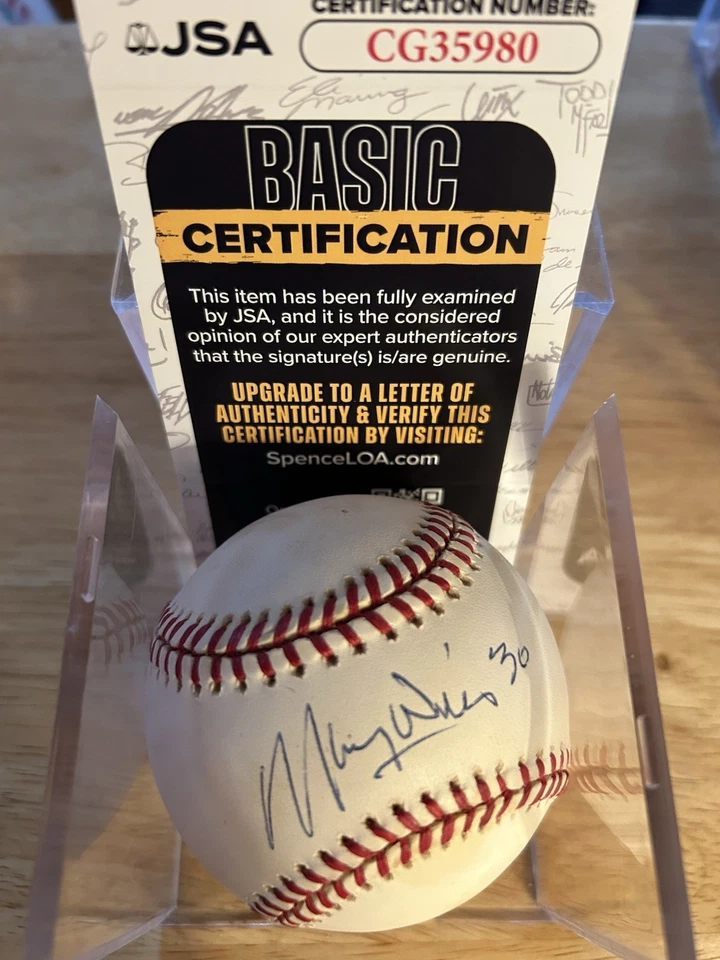 CERTIFICATION NUMBER:
JSA
CG35980
BASIC
CERTIFICATION
This item has been fully examined
by JSA, and it is the considered
opinion of our expert authenticators
that the signature(s) is/are genuine.
UPGRADE TO A LETTER OF
AUTHENTICITY & VERIFY THIS
CERTIFICATION BY VISITING:
SpenceLOA.com
Maury Wills 30